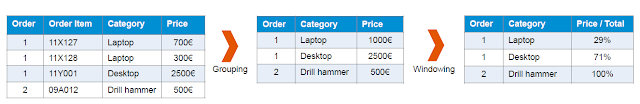 Order Order Item Category Price
1 11X127 Laptop 700€
1 11X128 Laptop 300€
1 11Y001 Desktop 2500€
2 09A012 Drill hammer 500€
Grouping
Order Category Price
1 Laptop 1000€
1 Desktop 2500€
2 Drill hammer 500€
Windowing
Order Category Price / Total
1 Laptop 29%
1 Desktop 71%
2 Drill hammer 100%